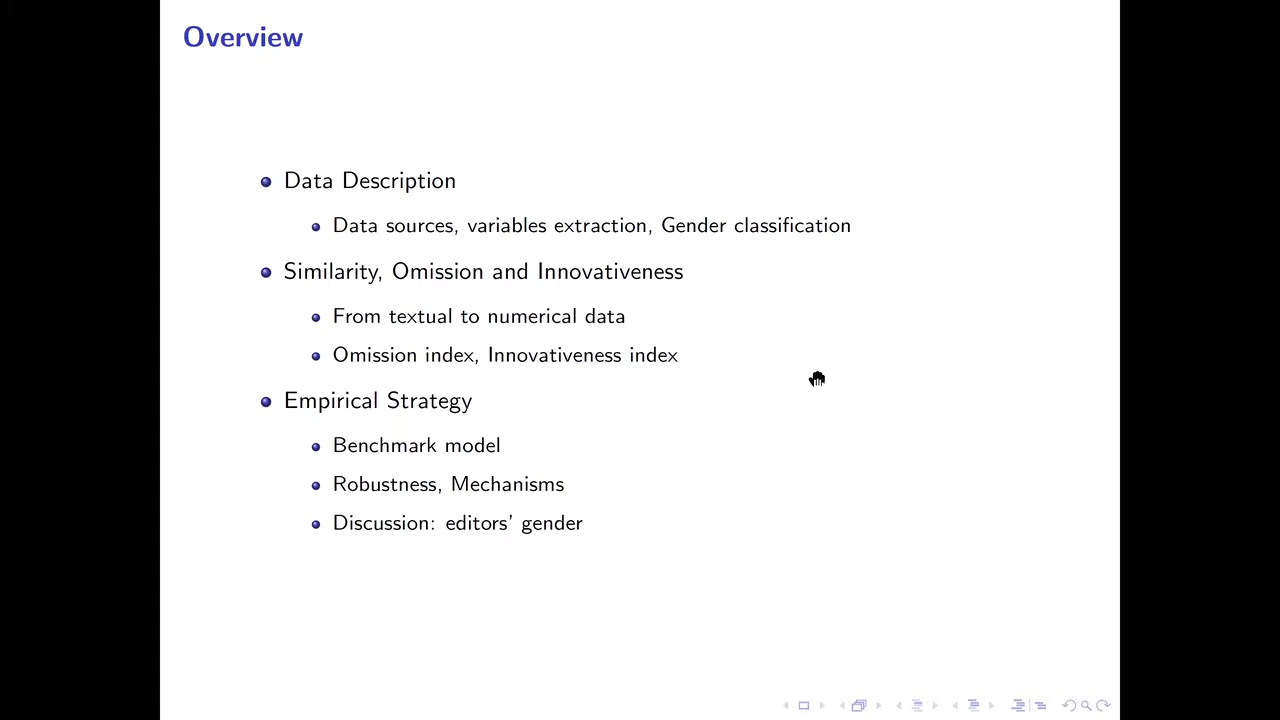 Overview
Data Description
Data sources, variables extraction, Gender classification
Similarity, Omission and Innovativeness
From textual to numerical data
Omission index, Innovativeness index
Empirical Strategy
Benchmark model
Robustness, Mechanisms
Discussion: editors' gender